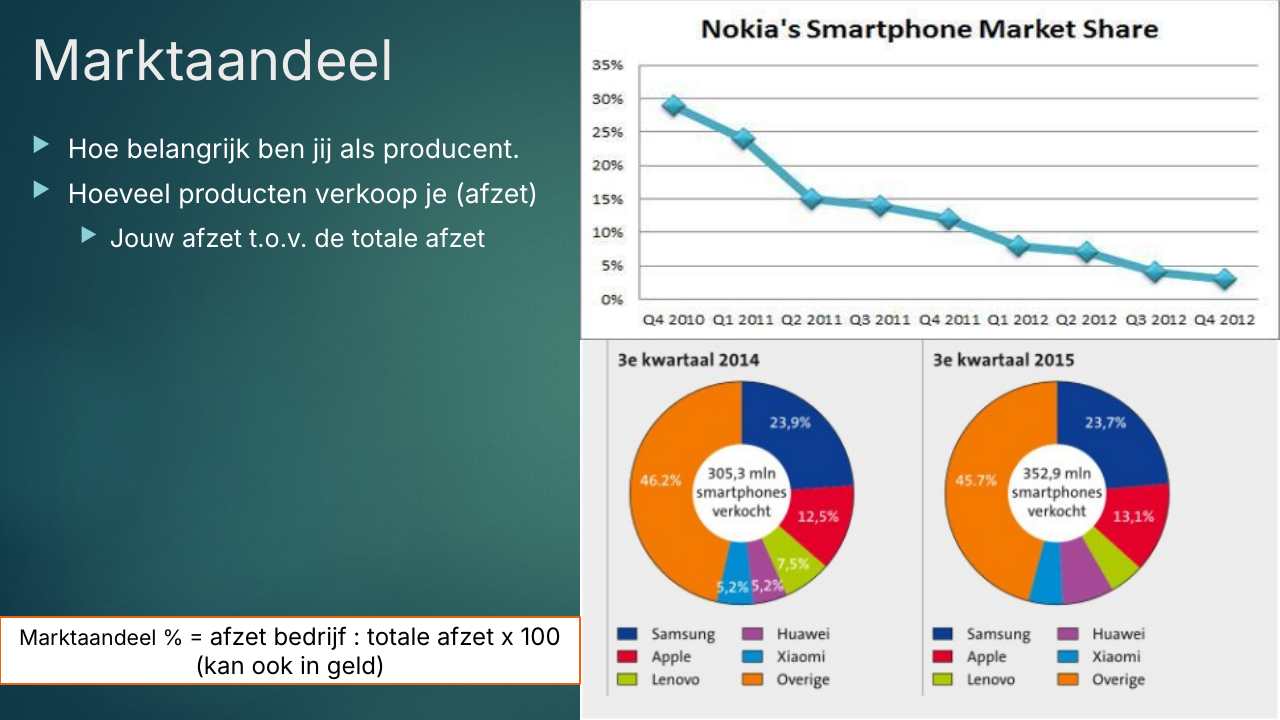 Marktaandeel
Hoe belangrijk ben jij als producent.
Hoeveel producten verkoop je (afzet)
Jouw afzet t.o.v. de totale afzet
Marktaandeel % = afzet bedrijf : totale afzet x 100
(kan ook in geld)
Nokia's Smartphone Market Share
35%
30%
25%
20%
15%
10%
5%
0%
Q4 2010 Q1 2011 Q2 2011 Q3 2011 Q4 2011 Q1 2012 Q2 2012 Q3 2012 Q4 2012
3e kwartaal 2014
23,9%
46.2%
305,3 mln
smartphones
verkocht
12,5%
7,5%
5,2% 5,2%
Samsung Huawei
Apple Xiaomi
Lenovo Overige
3e kwartaal 2015
23,7%
45.7%
352,9 mln
smartphones
verkocht
13,1%
Samsung Huawei
Apple Xiaomi
Lenovo Overige